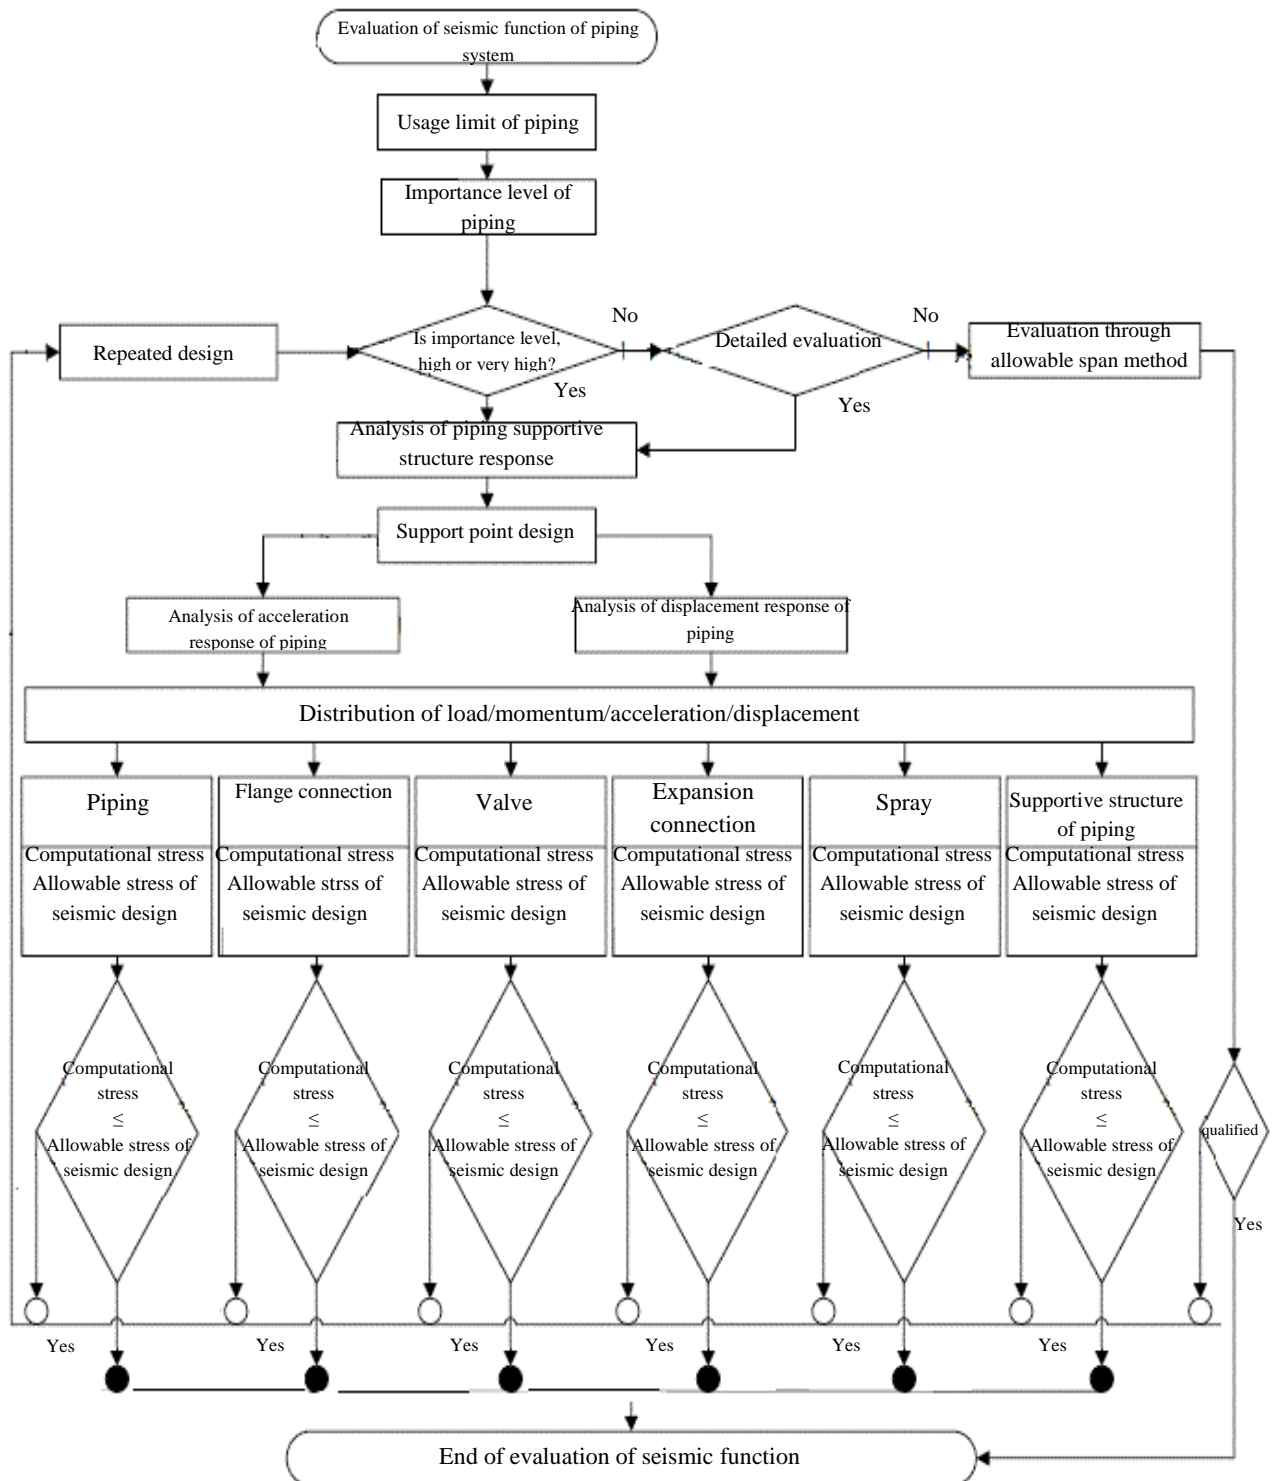 Evaluation of seismic function of piping
system
Usage limit of piping
Importance level of
piping
Repeated design
Is importance level,
high or very high?
No
Yes
Detailed evaluation
No
Yes
Evaluation through
allowable span method
Analysis of piping supportive
structure response
Support point design
Analysis of acceleration
response of piping
Analysis of displacement response of
piping
Distribution of load/momentum/acceleration/displacement
Piping
Computational stress
Allowable stress of
seismic design
Flange connection
Computational stress
Allowable strss of
seismic design
Valve
Computational stress
Allowable stress of
seismic design
Expansion
connection
Computational stress
Allowable stress of
seismic design
Spray
Computational stress
Allowable stress of
seismic design
Supportive structure
of piping
Computational stress
Allowable stress of
seismic design
Computational
stress
≤
Allowable stress of
seismic design
Computational
stress
≤
Allowable stress of
seismic design
Computational
stress
≤
Allowable stress of
seismic design
Computational
stress
≤
Allowable stress of
seismic design
Computational
stress
≤
Allowable stress of
seismic design
Computational
stress
≤
Allowable stress of
seismic design
qualified
Yes
Yes
Yes
Yes
Yes
Yes
Yes
End of evaluation of seismic function